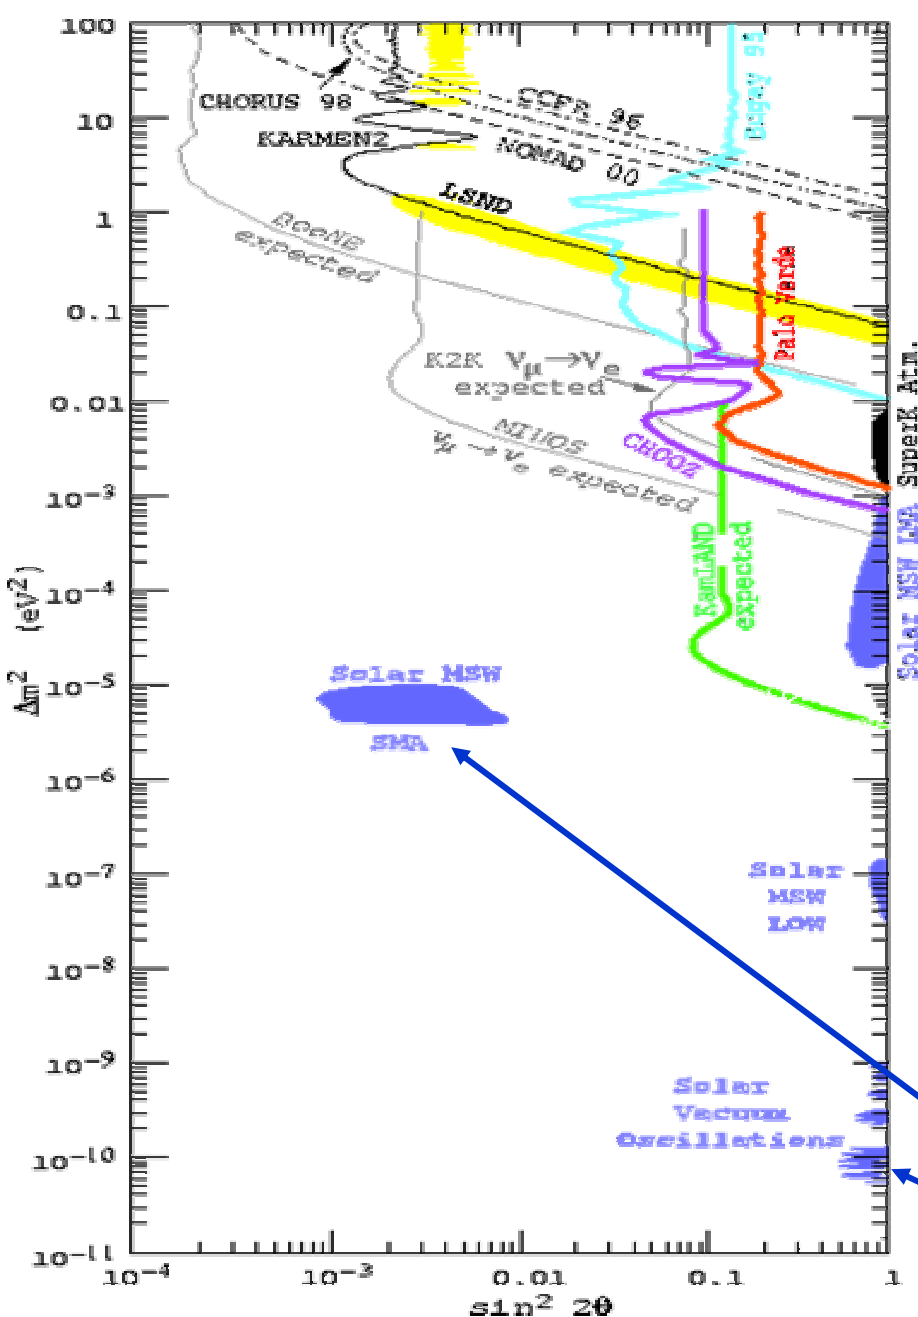 100
10
1
0.1
0.01
10⁻³
10⁻⁴
10⁻⁵
10⁻⁶
10⁻⁷
10⁻⁸
10⁻⁹
10⁻¹⁰
10⁻¹¹
Δm² (eV²)
CHORUS 98
CCFR 96
KARMEN2
NOMAD 00
Bugey 95
LSND
BooNE
expected
Palo Verde
K2K νμ→νe
expected
MINOS
νμ→νe expected
CHOOZ
SuperK Atm.
KamLAND
expected
Solar MSW LMA
Solar MSW
SMA
Solar
MSW
LOW
Solar
Vacuum
Oscillations
10⁻⁴
10⁻³
0.01
0.1
1
sin² 2θ